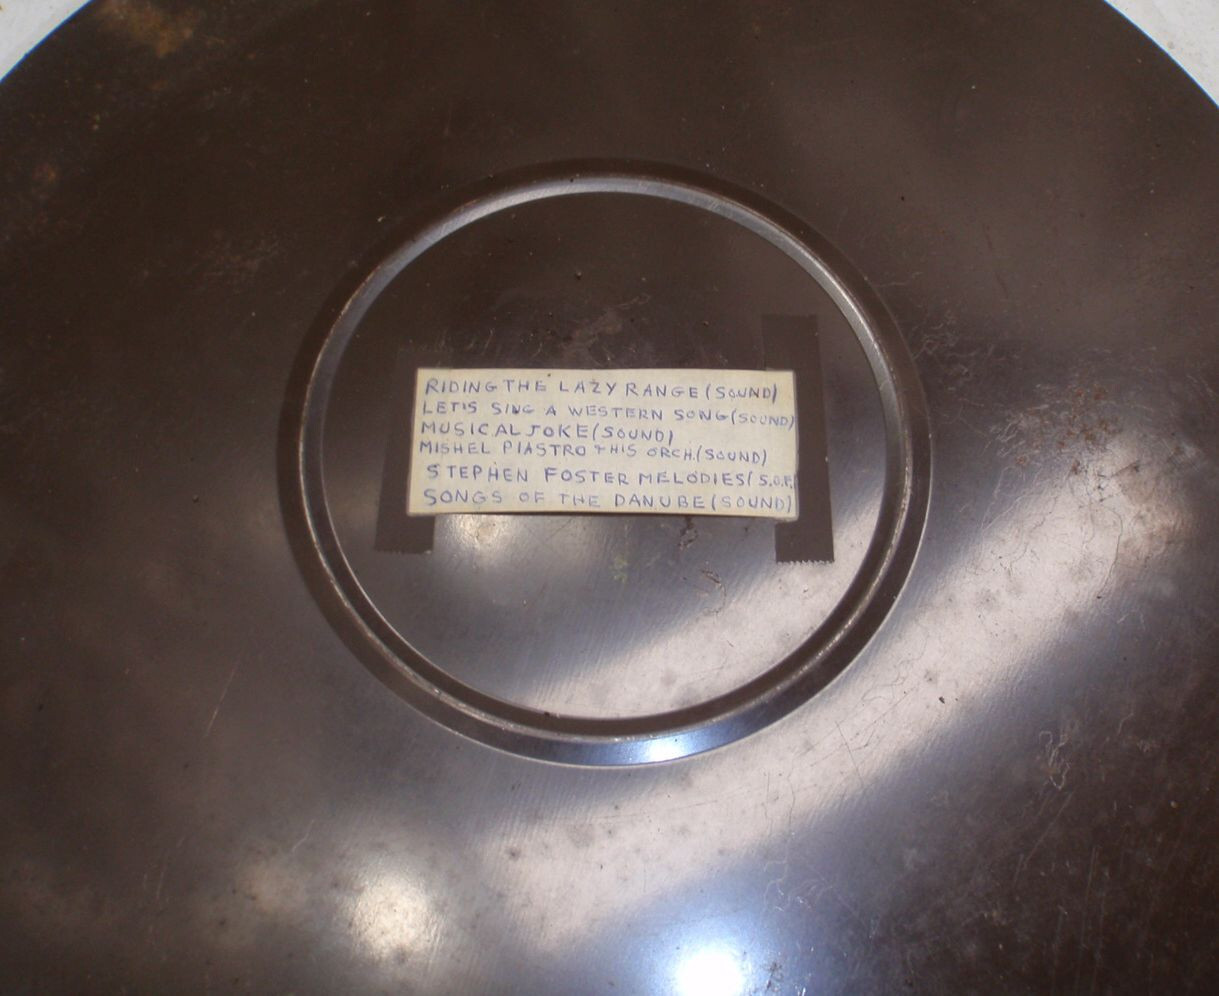 RIDING THE LAZY RANGE (SOUND)
LET'S SING A WESTERN SONG (SOUND)
MUSICAL JOKE (SOUND)
MISHEL PIASTRO & HIS ORCH. (SOUND)
STEPHEN FOSTER MELODIES (S.O.F.
SONGS OF THE DANUBE (SOUND)